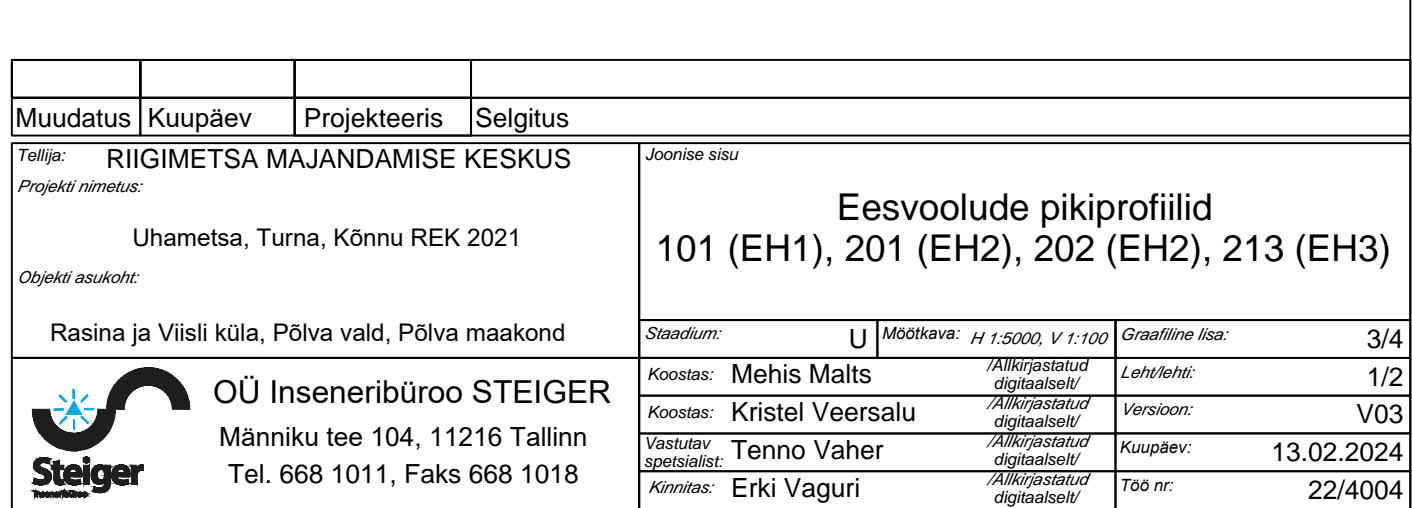 Muudatus Kuupäev Projekteeris Selgitus
Tellija: RIIGIMETSA MAJANDAMISE KESKUS
Projekti nimetus:
Uhametsa, Turna, Kõnnu REK 2021
Objekti asukoht:
Rasina ja Viisli küla, Põlva vald, Põlva maakond
Joonise sisu
Eesvoolude pikiprofiilid
101 (EH1), 201 (EH2), 202 (EH2), 213 (EH3)
Staadium: U Möötkava: H 1:5000, V 1:100 Graafiline lisa: 3/4
Steiger
OÜ Inseneribüroo STEIGER
Männiku tee 104, 11216 Tallinn
Tel. 668 1011, Faks 668 1018
Koostas: Mehis Malts /Allkirjastatud digitaalselt/ Leht/lehti: 1/2
Koostas: Kristel Veersalu /Allkirjastatud digitaalselt/ Versioon: V03
Vastutav spetsialist: Tenno Vaher /Allkirjastatud digitaalselt/ Kuupäev: 13.02.2024
Kinnitas: Erki Vaguri /Allkirjastatud digitaalselt/ Töö nr: 22/4004